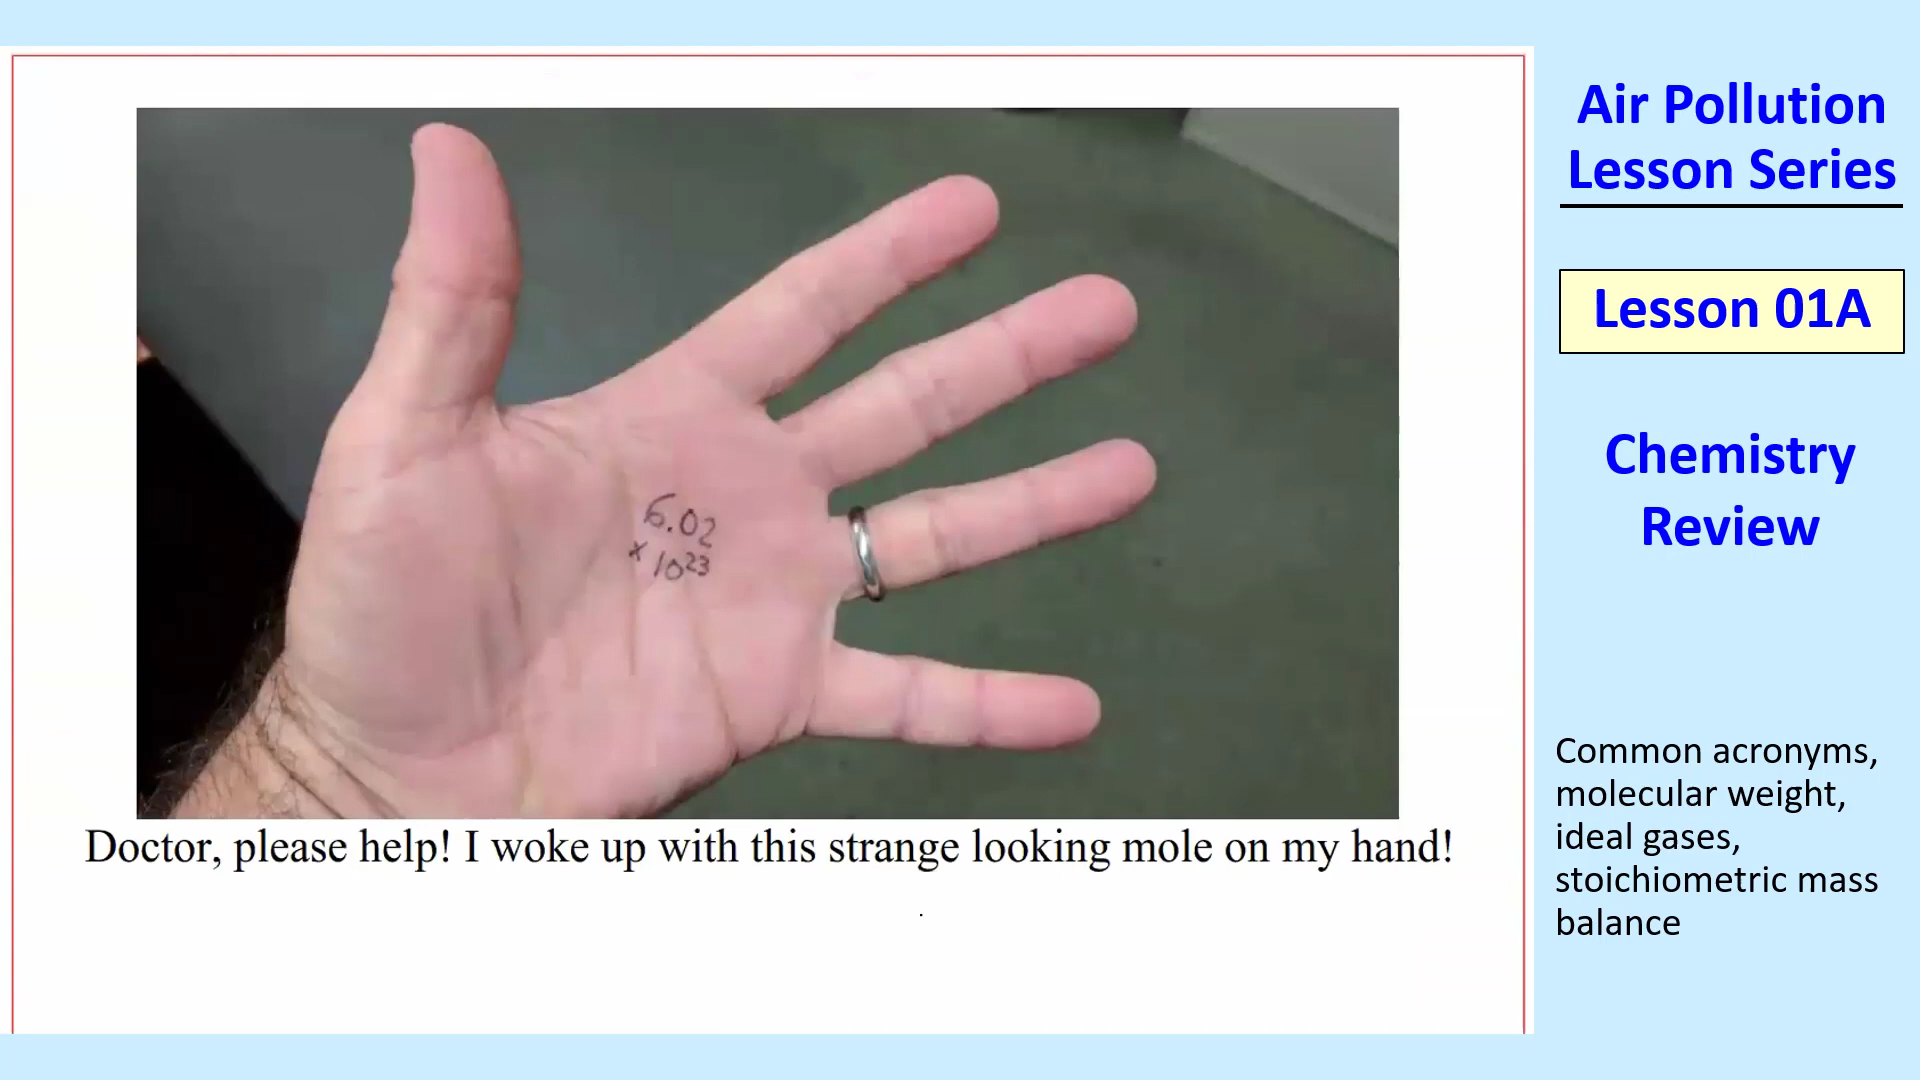 6.02
x 10²³
Doctor, please help! I woke up with this strange looking mole on my hand!
Air Pollution
Lesson Series
Lesson 01A
Chemistry
Review
Common acronyms,
molecular weight,
ideal gases,
stoichiometric mass
balance